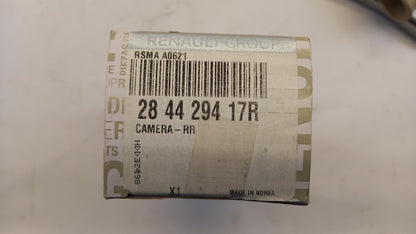 RENAULT GROUP
RSMA A0621
28 44 294 17R
CAMERA-RR
X1
MADE IN KOREA